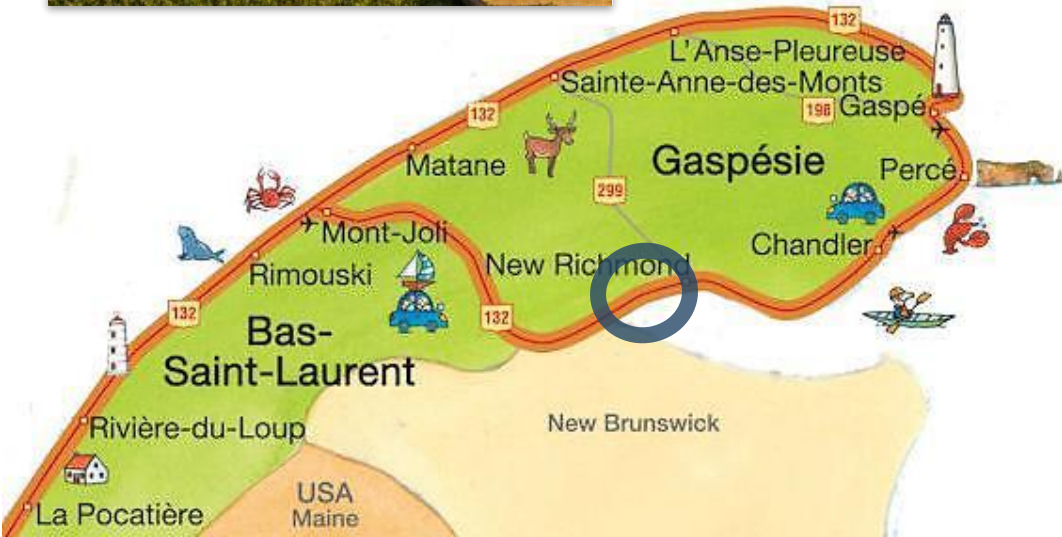 132
L'Anse-Pleureuse
Sainte-Anne-des-Monts
132
198 Gaspé
Matane
Gaspésie
Percé
299
Mont-Joli
Chandler
New Richmond
Rimouski
132
132
Bas-
Saint-Laurent
New Brunswick
Rivière-du-Loup
USA
Maine
La Pocatière